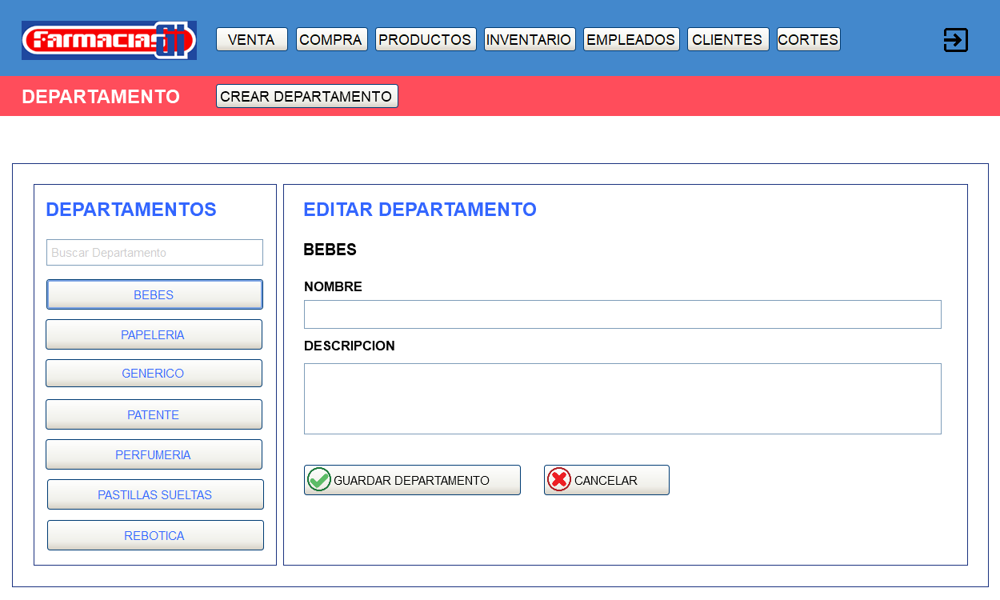 Farmacias GI
VENTA COMPRA PRODUCTOS INVENTARIO EMPLEADOS CLIENTES CORTES
DEPARTAMENTO CREAR DEPARTAMENTO
DEPARTAMENTOS
Buscar Departamento
BEBES
PAPELERIA
GENERICO
PATENTE
PERFUMERIA
PASTILLAS SUELTAS
REBOTICA
EDITAR DEPARTAMENTO
BEBES
NOMBRE
DESCRIPCION
GUARDAR DEPARTAMENTO CANCELAR